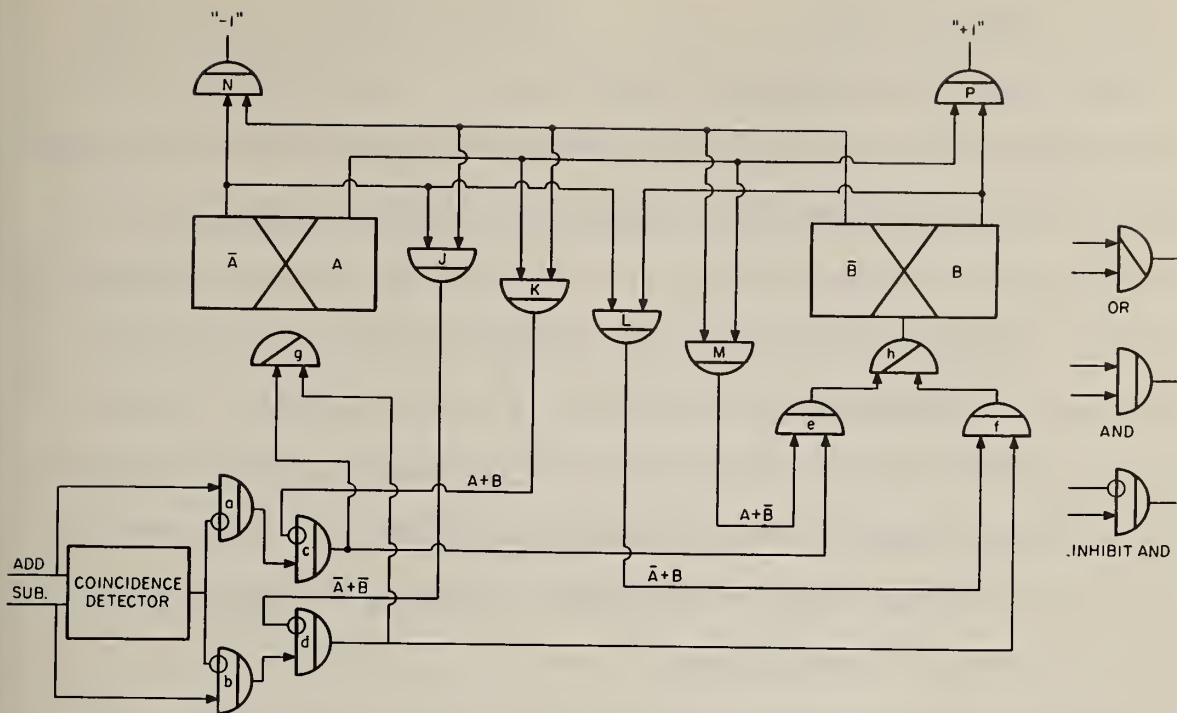 "-1"
"+1"
N
P
Ā
A
J
K
L
M
B̄
B
OR
g
h
e
f
AND
a
A+B
A+B̄
c
INHIBIT AND
ADD
SUB.
COINCIDENCE
DETECTOR
Ā+B̄
Ā+B
d
b